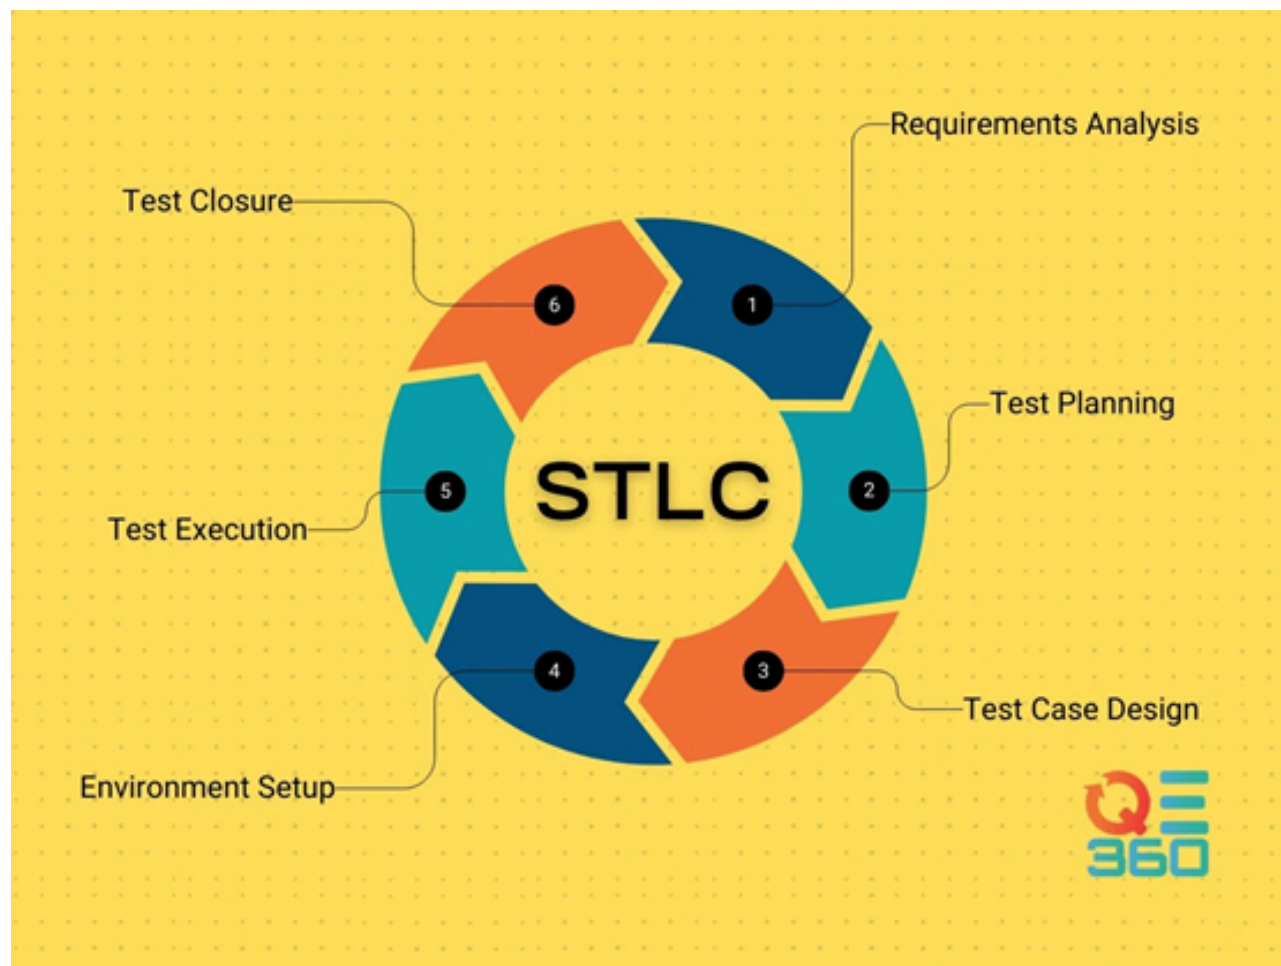 Requirements Analysis
Test Closure
6
1
Test Planning
STLC
5
2
Test Execution
4
3
Test Case Design
Environment Setup
QE
360